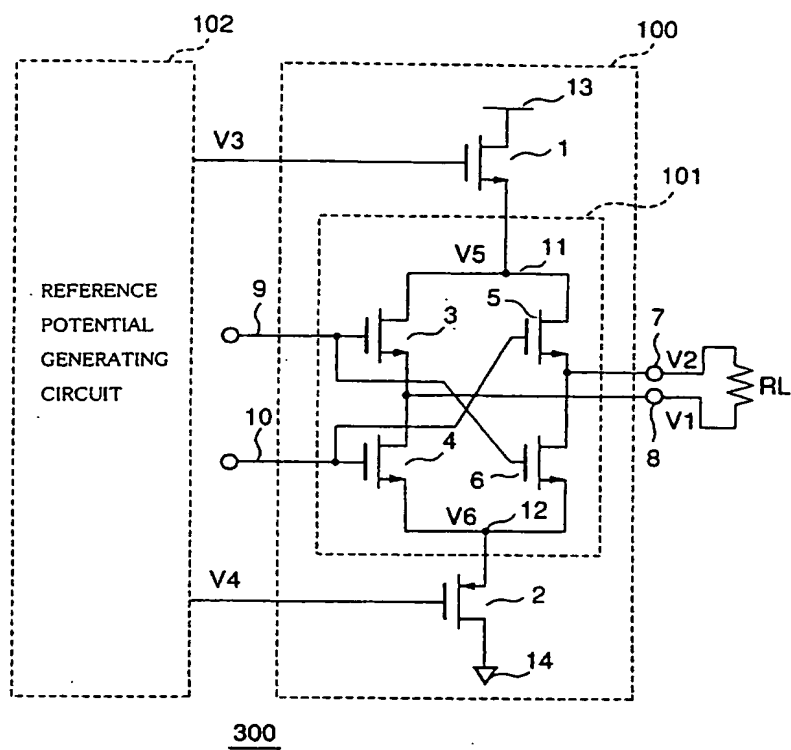 102
100
13
V3
1
101
V5
11
REFERENCE
POTENTIAL
GENERATING
CIRCUIT
9
3
5
7
V2
RL
V1
8
10
4
6
V6
12
V4
2
14
300